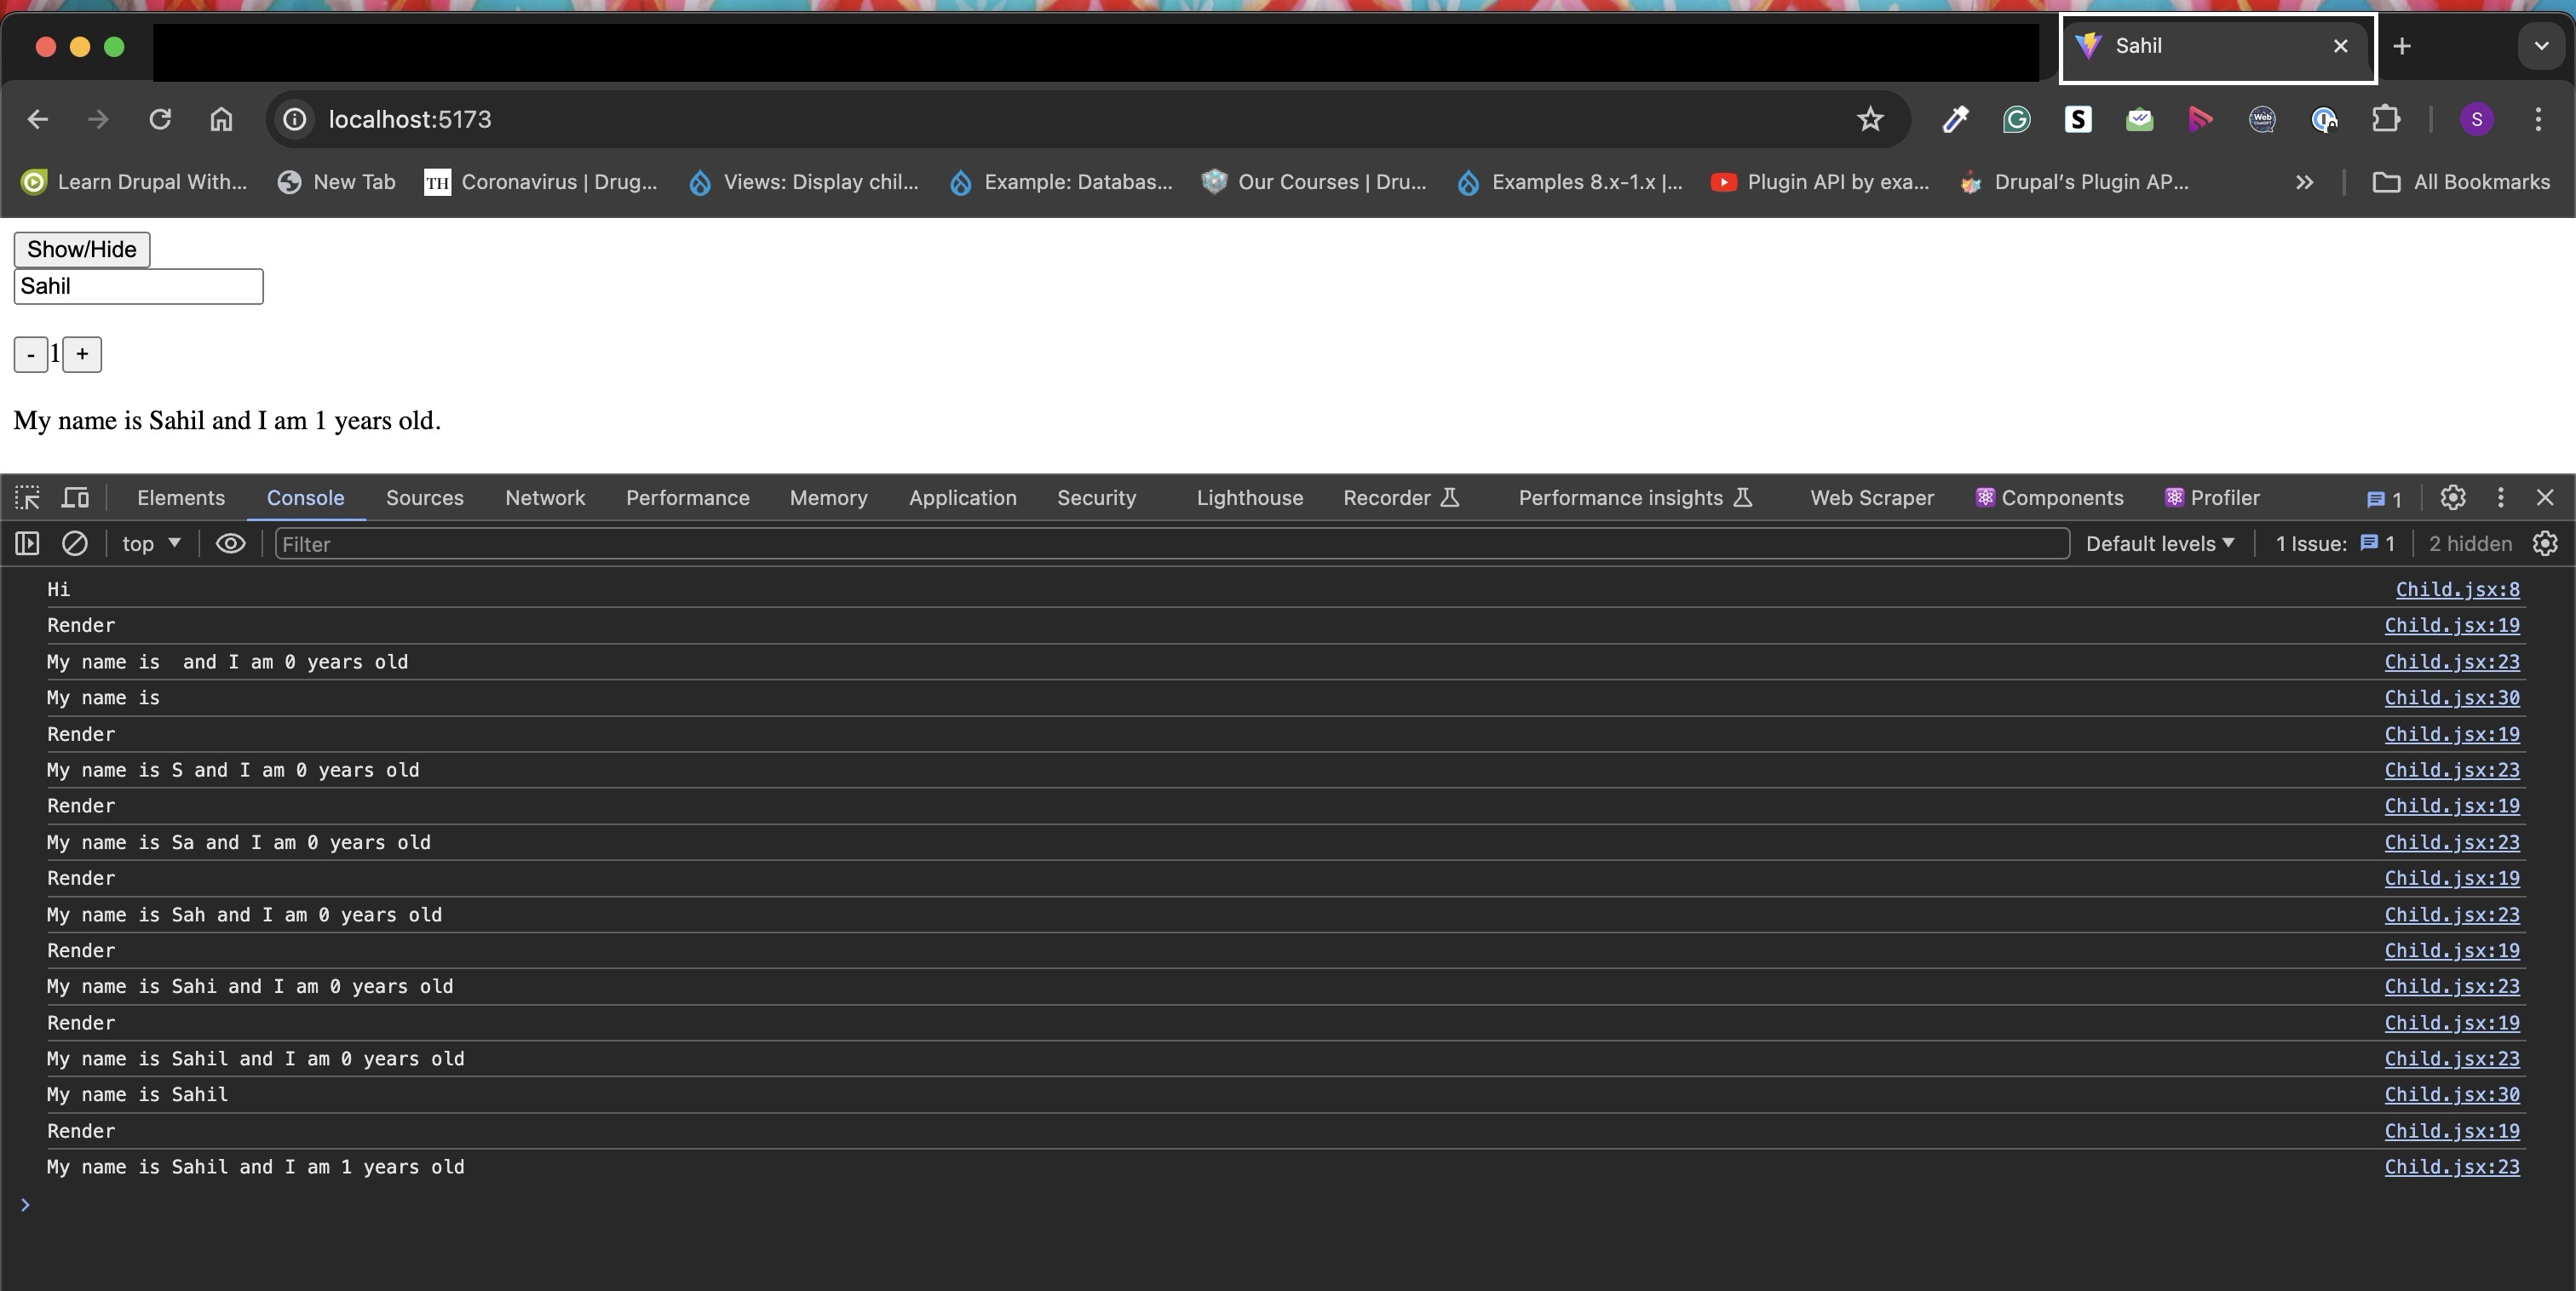 Sahil
localhost:5173
S
Learn Drupal With... New Tab TH Coronavirus | Drug... Views: Display chil... Example: Databas... Our Courses | Dru... Examples 8.x-1.x |... Plugin API by exa... Drupal's Plugin AP... All Bookmarks
Show/Hide
Sahil
- 1 +
My name is Sahil and I am 1 years old.
Elements Console Sources Network Performance Memory Application Security Lighthouse Recorder Performance insights Web Scraper Components Profiler 1
top Filter Default levels 1 Issue: 1 2 hidden
Hi Child.jsx:8
Render Child.jsx:19
My name is  and I am 0 years old Child.jsx:23
My name is Child.jsx:30
Render Child.jsx:19
My name is S and I am 0 years old Child.jsx:23
Render Child.jsx:19
My name is Sa and I am 0 years old Child.jsx:23
Render Child.jsx:19
My name is Sah and I am 0 years old Child.jsx:23
Render Child.jsx:19
My name is Sahi and I am 0 years old Child.jsx:23
Render Child.jsx:19
My name is Sahil and I am 0 years old Child.jsx:23
My name is Sahil Child.jsx:30
Render Child.jsx:19
My name is Sahil and I am 1 years old Child.jsx:23